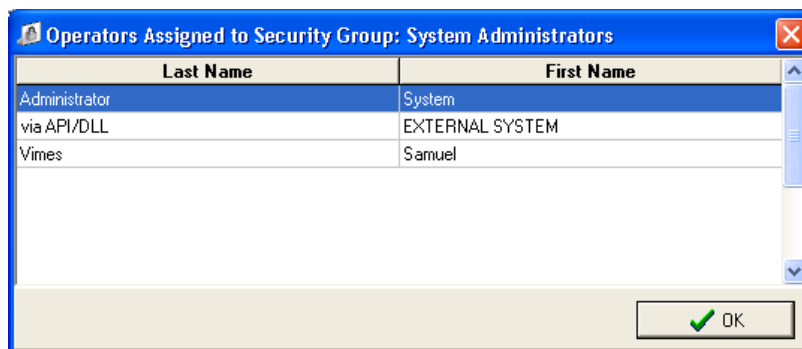 Operators Assigned to Security Group: System Administrators
Last Name First Name
Administrator System
via API/DLL EXTERNAL SYSTEM
Vimes Samuel
OK